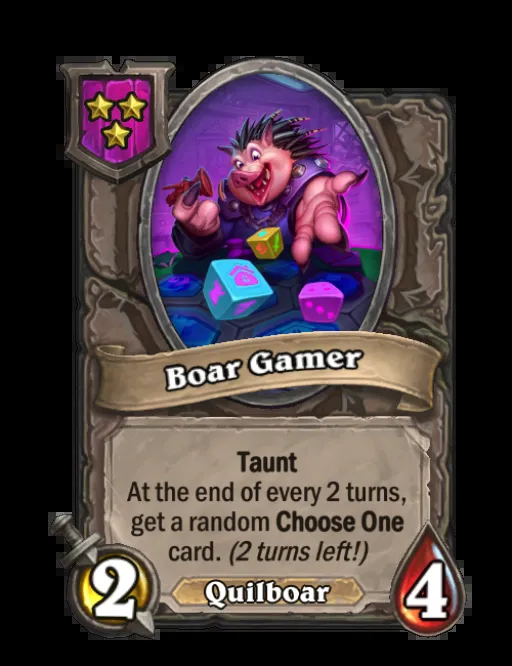 Boar Gamer
Taunt
At the end of every 2 turns,
get a random Choose One
card. (2 turns left!)
Quilboar
2
4